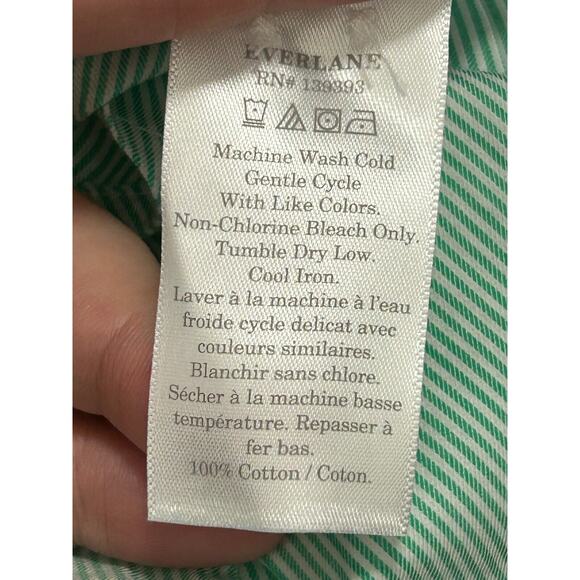 EVERLANE
RN# 139393
Machine Wash Cold
Gentle Cycle
With Like Colors.
Non-Chlorine Bleach Only.
Tumble Dry Low.
Cool Iron.
Laver à la machine à l'eau
froide cycle delicat avec
couleurs similaires.
Blanchir sans chlore.
Sécher à la machine basse
température. Repasser à
fer bas.
100% Cotton / Coton.